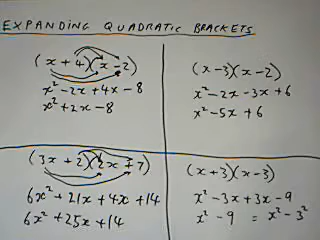 EXPANDING QUADRATIC BRACKETS
(x + 4)(x - 2)
x² - 2x + 4x - 8
x² + 2x - 8
(x - 3)(x - 2)
x² - 2x - 3x + 6
x² - 5x + 6
(3x + 2)(2x + 7)
6x² + 21x + 4x + 14
6x² + 25x + 14
(x + 3)(x - 3)
x² - 3x + 3x - 9
x² - 9 = x² - 3²